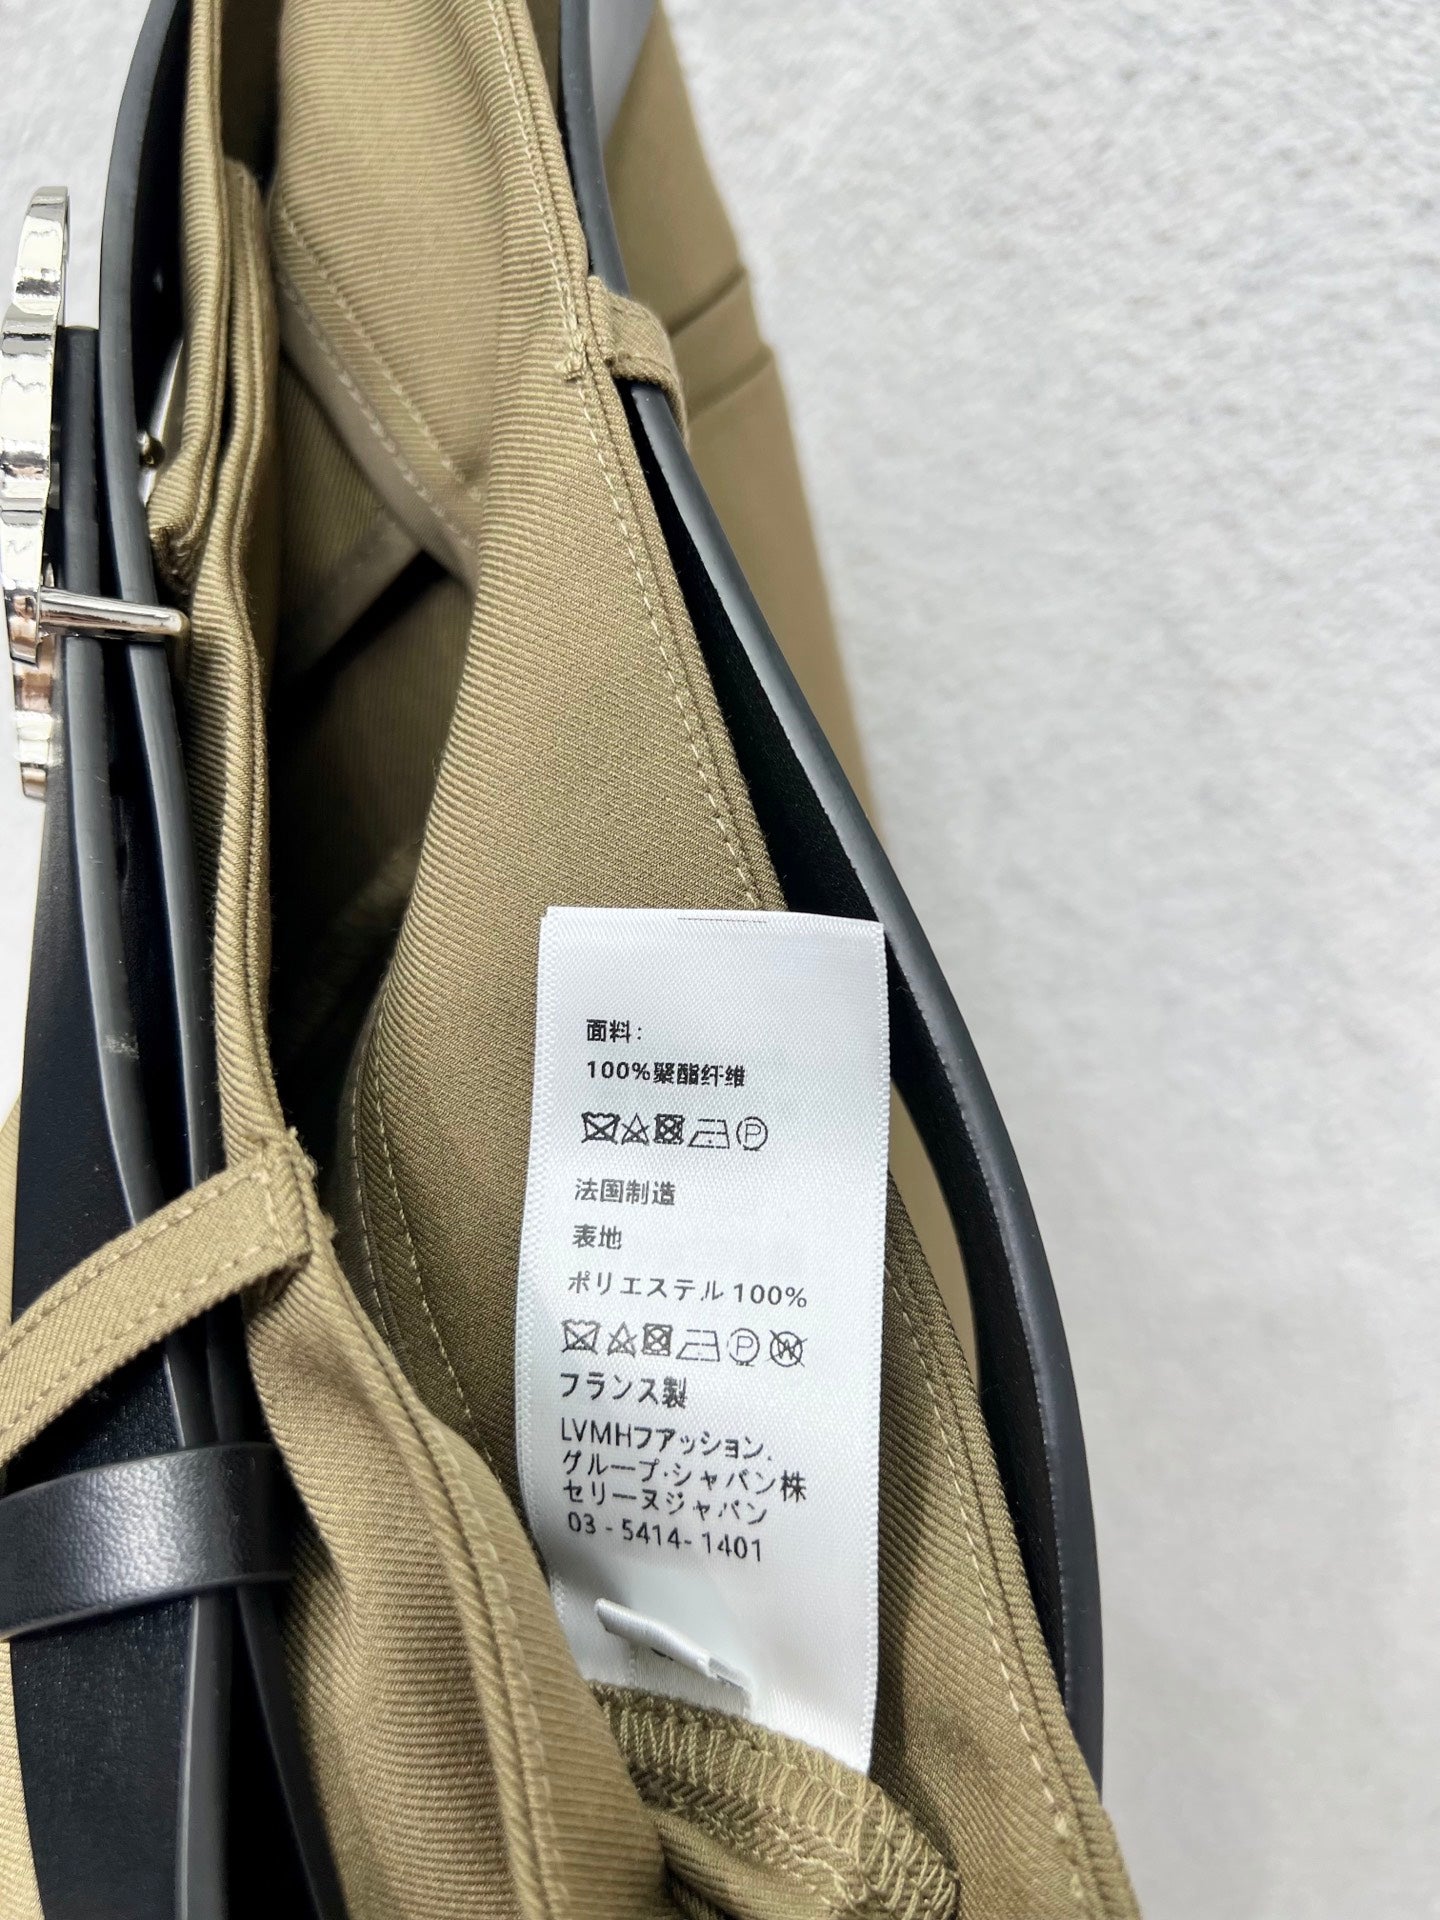 面料：
100%聚酯纤维
法国制造
表地
ポリエステル 100%
フランス製
LVMHファッション.
グループ·ジャパン株
セリーヌジャパン
03 - 5414- 1401